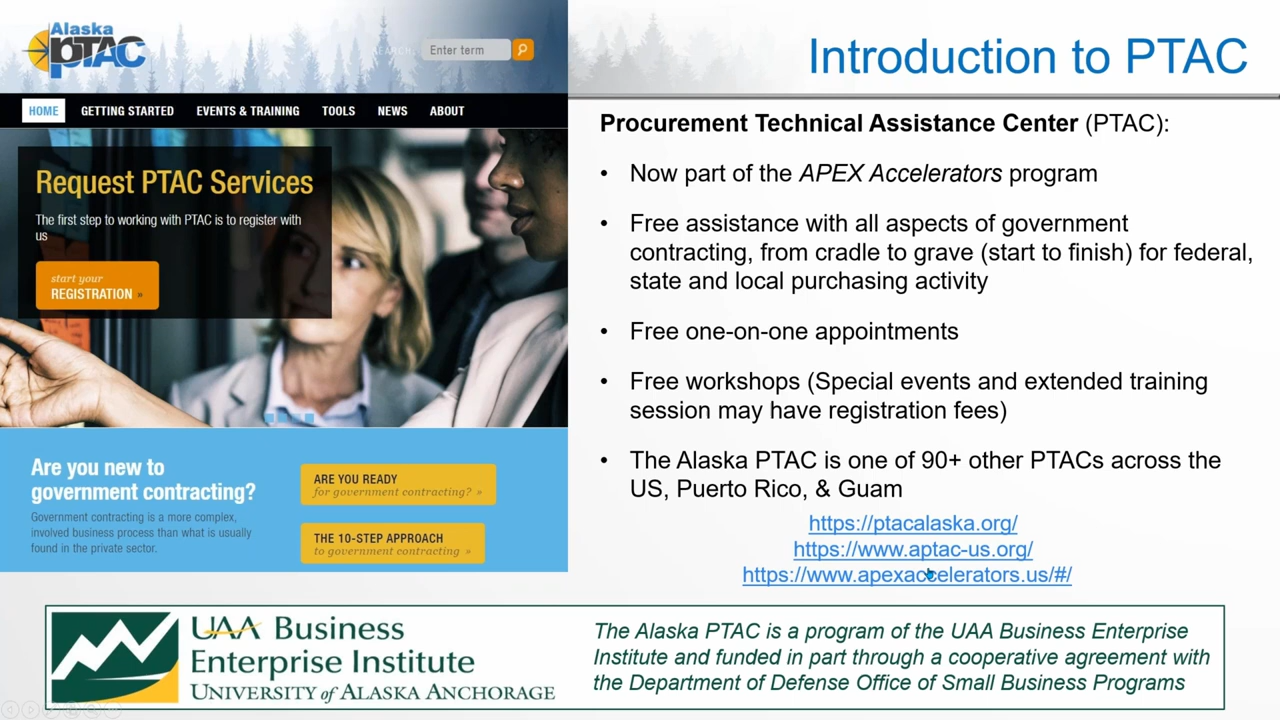 Alaska
PTAC
SEARCH:
Enter term
HOME
GETTING STARTED
EVENTS & TRAINING
TOOLS
NEWS
ABOUT
Request PTAC Services
The first step to working with PTAC is to register with
us
start your
REGISTRATION »
Are you new to
government contracting?
Government contracting is a more complex,
involved business process than what is usually
found in the private sector.
ARE YOU READY
for government contracting? »
THE 10-STEP APPROACH
to government contracting »
Introduction to PTAC
Procurement Technical Assistance Center (PTAC):
• Now part of the APEX Accelerators program
• Free assistance with all aspects of government
contracting, from cradle to grave (start to finish) for federal,
state and local purchasing activity
• Free one-on-one appointments
• Free workshops (Special events and extended training
session may have registration fees)
• The Alaska PTAC is one of 90+ other PTACs across the
US, Puerto Rico, & Guam
https://ptacalaska.org/
https://www.aptac-us.org/
https://www.apexaccelerators.us/#/
UAA Business
Enterprise Institute
UNIVERSITY of ALASKA ANCHORAGE
The Alaska PTAC is a program of the UAA Business Enterprise
Institute and funded in part through a cooperative agreement with
the Department of Defense Office of Small Business Programs